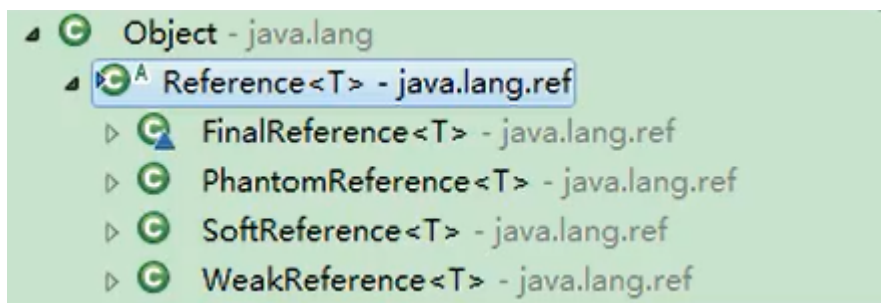 Object - java.lang
Reference<T> - java.lang.ref
FinalReference<T> - java.lang.ref
PhantomReference<T> - java.lang.ref
SoftReference<T> - java.lang.ref
WeakReference<T> - java.lang.ref